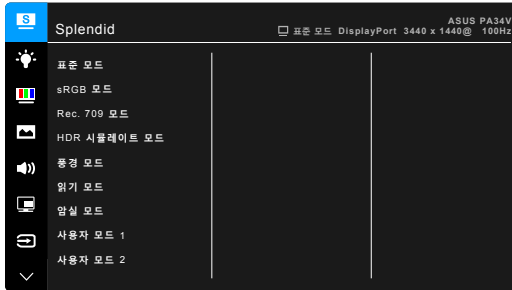 S
Splendid
ASUS PA34V
표준 모드 DisplayPort 3440 x 1440@ 100Hz
표준 모드
sRGB 모드
Rec. 709 모드
HDR 시뮬레이트 모드
풍경 모드
읽기 모드
암실 모드
사용자 모드 1
사용자 모드 2